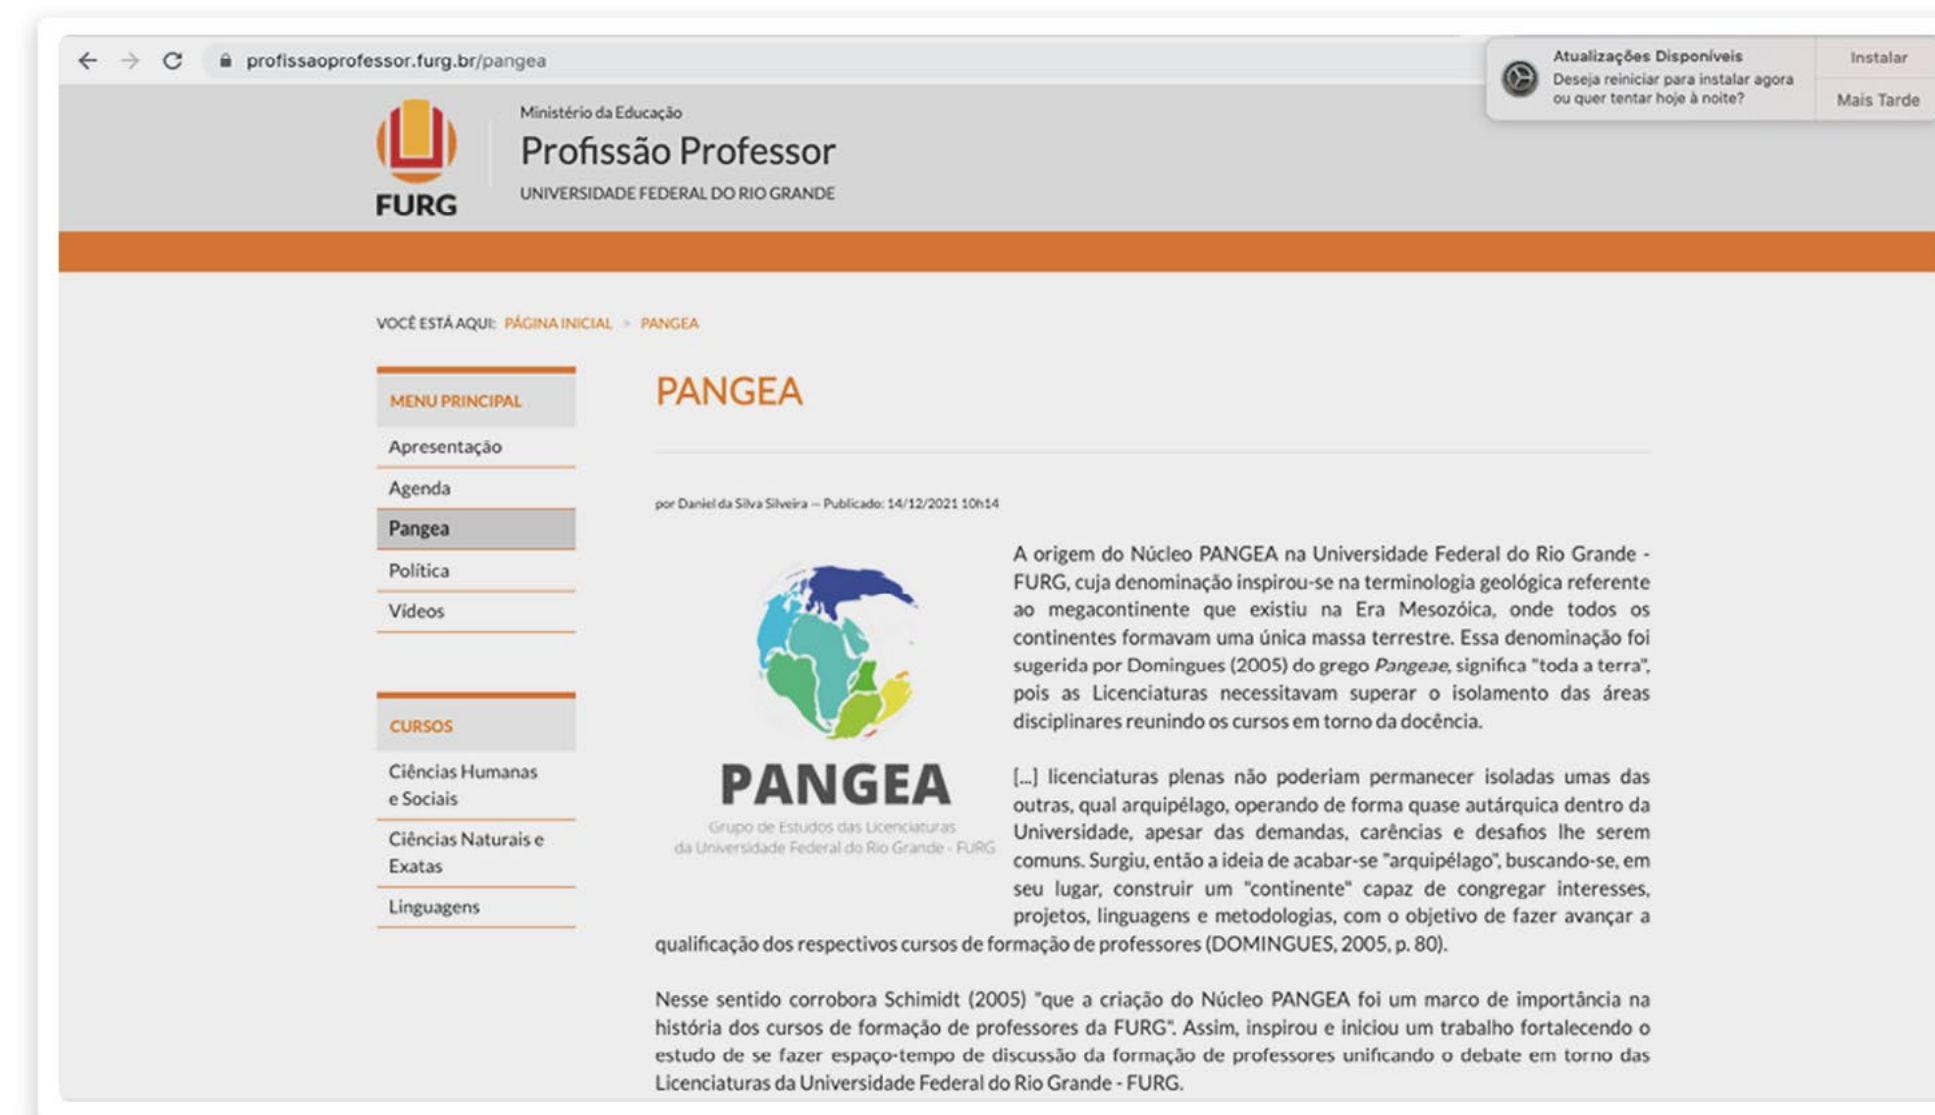 profissaoprofessor.furg.br/pangea
Atualizações Disponíveis
Deseja reiniciar para instalar agora
ou quer tentar hoje à noite?
Instalar
Mais Tarde
FURG
Ministério da Educação
Profissão Professor
UNIVERSIDADE FEDERAL DO RIO GRANDE
VOCÊ ESTÁ AQUI: PÁGINA INICIAL > PANGEA
MENU PRINCIPAL
Apresentação
Agenda
Pangea
Política
Vídeos
CURSOS
Ciências Humanas
e Sociais
Ciências Naturais e
Exatas
Linguagens
PANGEA
por Daniel da Silva Silveira — Publicado: 14/12/2021 10h14
PANGEA
Grupo de Estudos das Licenciaturas
da Universidade Federal do Rio Grande - FURG
A origem do Núcleo PANGEA na Universidade Federal do Rio Grande -
FURG, cuja denominação inspirou-se na terminologia geológica referente
ao megacontinente que existiu na Era Mesozóica, onde todos os
continentes formavam uma única massa terrestre. Essa denominação foi
sugerida por Domingues (2005) do grego Pangeae, significa "toda a terra",
pois as Licenciaturas necessitavam superar o isolamento das áreas
disciplinares reunindo os cursos em torno da docência.
[...] licenciaturas plenas não poderiam permanecer isoladas umas das
outras, qual arquipélago, operando de forma quase autárquica dentro da
Universidade, apesar das demandas, carências e desafios lhe serem
comuns. Surgiu, então a ideia de acabar-se "arquipélago", buscando-se, em
seu lugar, construir um "continente" capaz de congregar interesses,
projetos, linguagens e metodologias, com o objetivo de fazer avançar a
qualificação dos respectivos cursos de formação de professores (DOMINGUES, 2005, p. 80).
Nesse sentido corrobora Schimidt (2005) "que a criação do Núcleo PANGEA foi um marco de importância na
história dos cursos de formação de professores da FURG". Assim, inspirou e iniciou um trabalho fortalecendo o
estudo de se fazer espaço-tempo de discussão da formação de professores unificando o debate em torno das
Licenciaturas da Universidade Federal do Rio Grande - FURG.